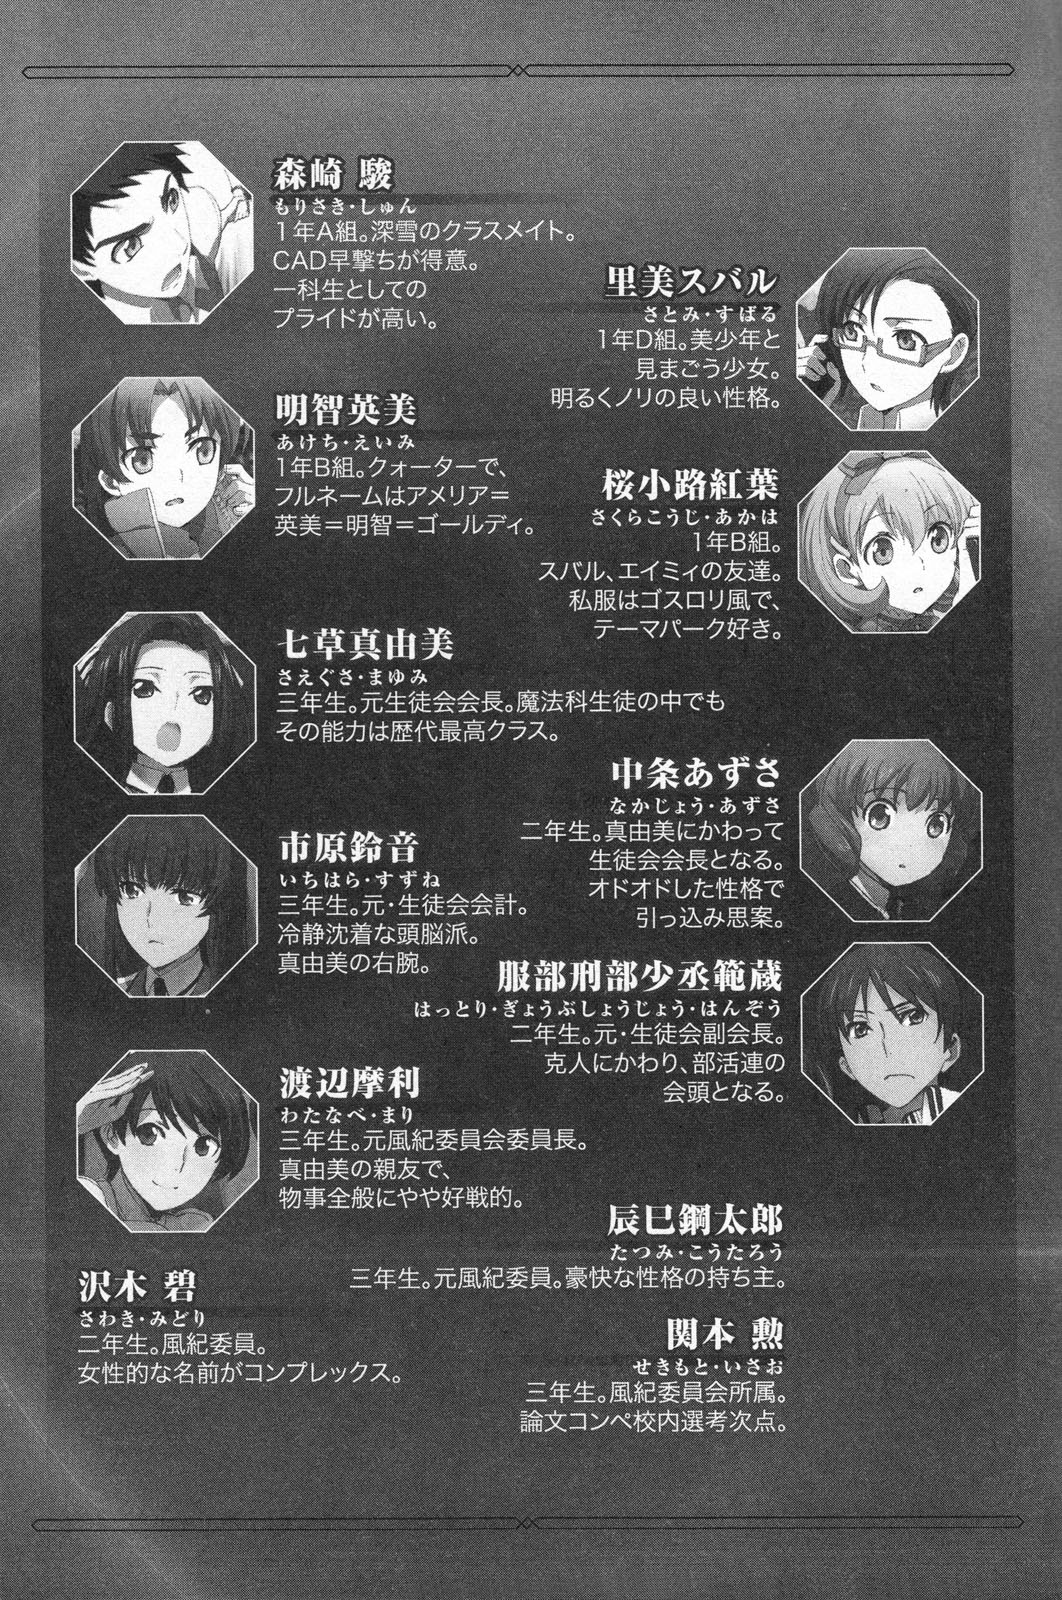 森崎 駿
もりさき・しゅん
１年A組。深雪のクラスメイト。
CAD早撃ちが得意。
一科生としての
プライドが高い。
里美スバル
さとみ・すばる
１年D組。美少年と
見まごう少女。
明るくノリの良い性格。
明智英美
あけち・えいみ
１年B組。クォーターで、
フルネームはアメリア＝
英美＝明智＝ゴールディ。
桜小路紅葉
さくらこうじ・あかは
１年B組。
スバル、エイミィの友達。
私服はゴスロリ風で、
テーマパーク好き。
七草真由美
さえぐさ・まゆみ
三年生。元生徒会会長。魔法科生徒の中でも
その能力は歴代最高クラス。
中条あずさ
なかじょう・あずさ
二年生。真由美にかわって
生徒会会長となる。
オドオドした性格で
引っ込み思案。
市原鈴音
いちはら・すずね
三年生。元・生徒会会計。
冷静沈着な頭脳派。
真由美の右腕。
服部刑部少丞範蔵
はっとり・ぎょうぶしょうじょう・はんぞう
二年生。元・生徒会副会長。
克人にかわり、部活連の
会頭となる。
渡辺摩利
わたなべ・まり
三年生。元風紀委員会委員長。
真由美の親友で、
物事全般にやや好戦的。
辰巳鋼太郎
たつみ・こうたろう
三年生。元風紀委員。豪快な性格の持ち主。
沢木 碧
さわき・みどり
二年生。風紀委員。
女性的な名前がコンプレックス。
関本 勲
せきもと・いさお
三年生。風紀委員会所属。
論文コンペ校内選考次点。